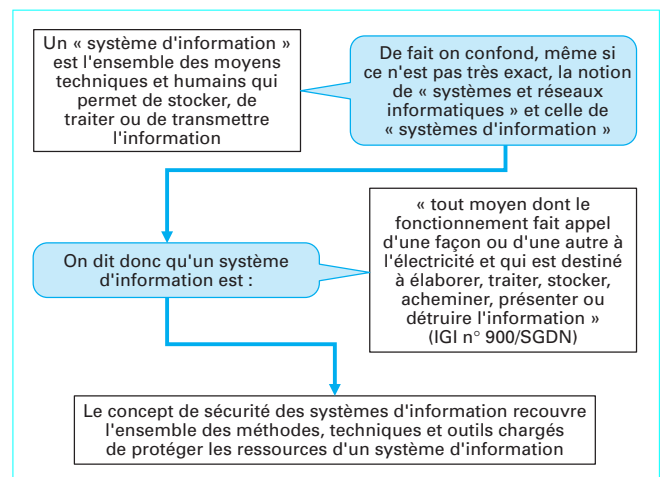 Un « système d'information »
est l'ensemble des moyens
techniques et humains qui
permet de stocker, de
traiter ou de transmettre
l'information
De fait on confond, même si
ce n'est pas très exact, la notion
de « systèmes et réseaux
informatiques » et celle de
« systèmes d'information »
On dit donc qu'un système
d'information est :
« tout moyen dont le
fonctionnement fait appel
d'une façon ou d'une autre à
l'électricité et qui est destiné
à élaborer, traiter, stocker,
acheminer, présenter ou
détruire l'information »
(IGI n° 900/SGDN)
Le concept de sécurité des systèmes d'information recouvre
l'ensemble des méthodes, techniques et outils chargés
de protéger les ressources d'un système d'information